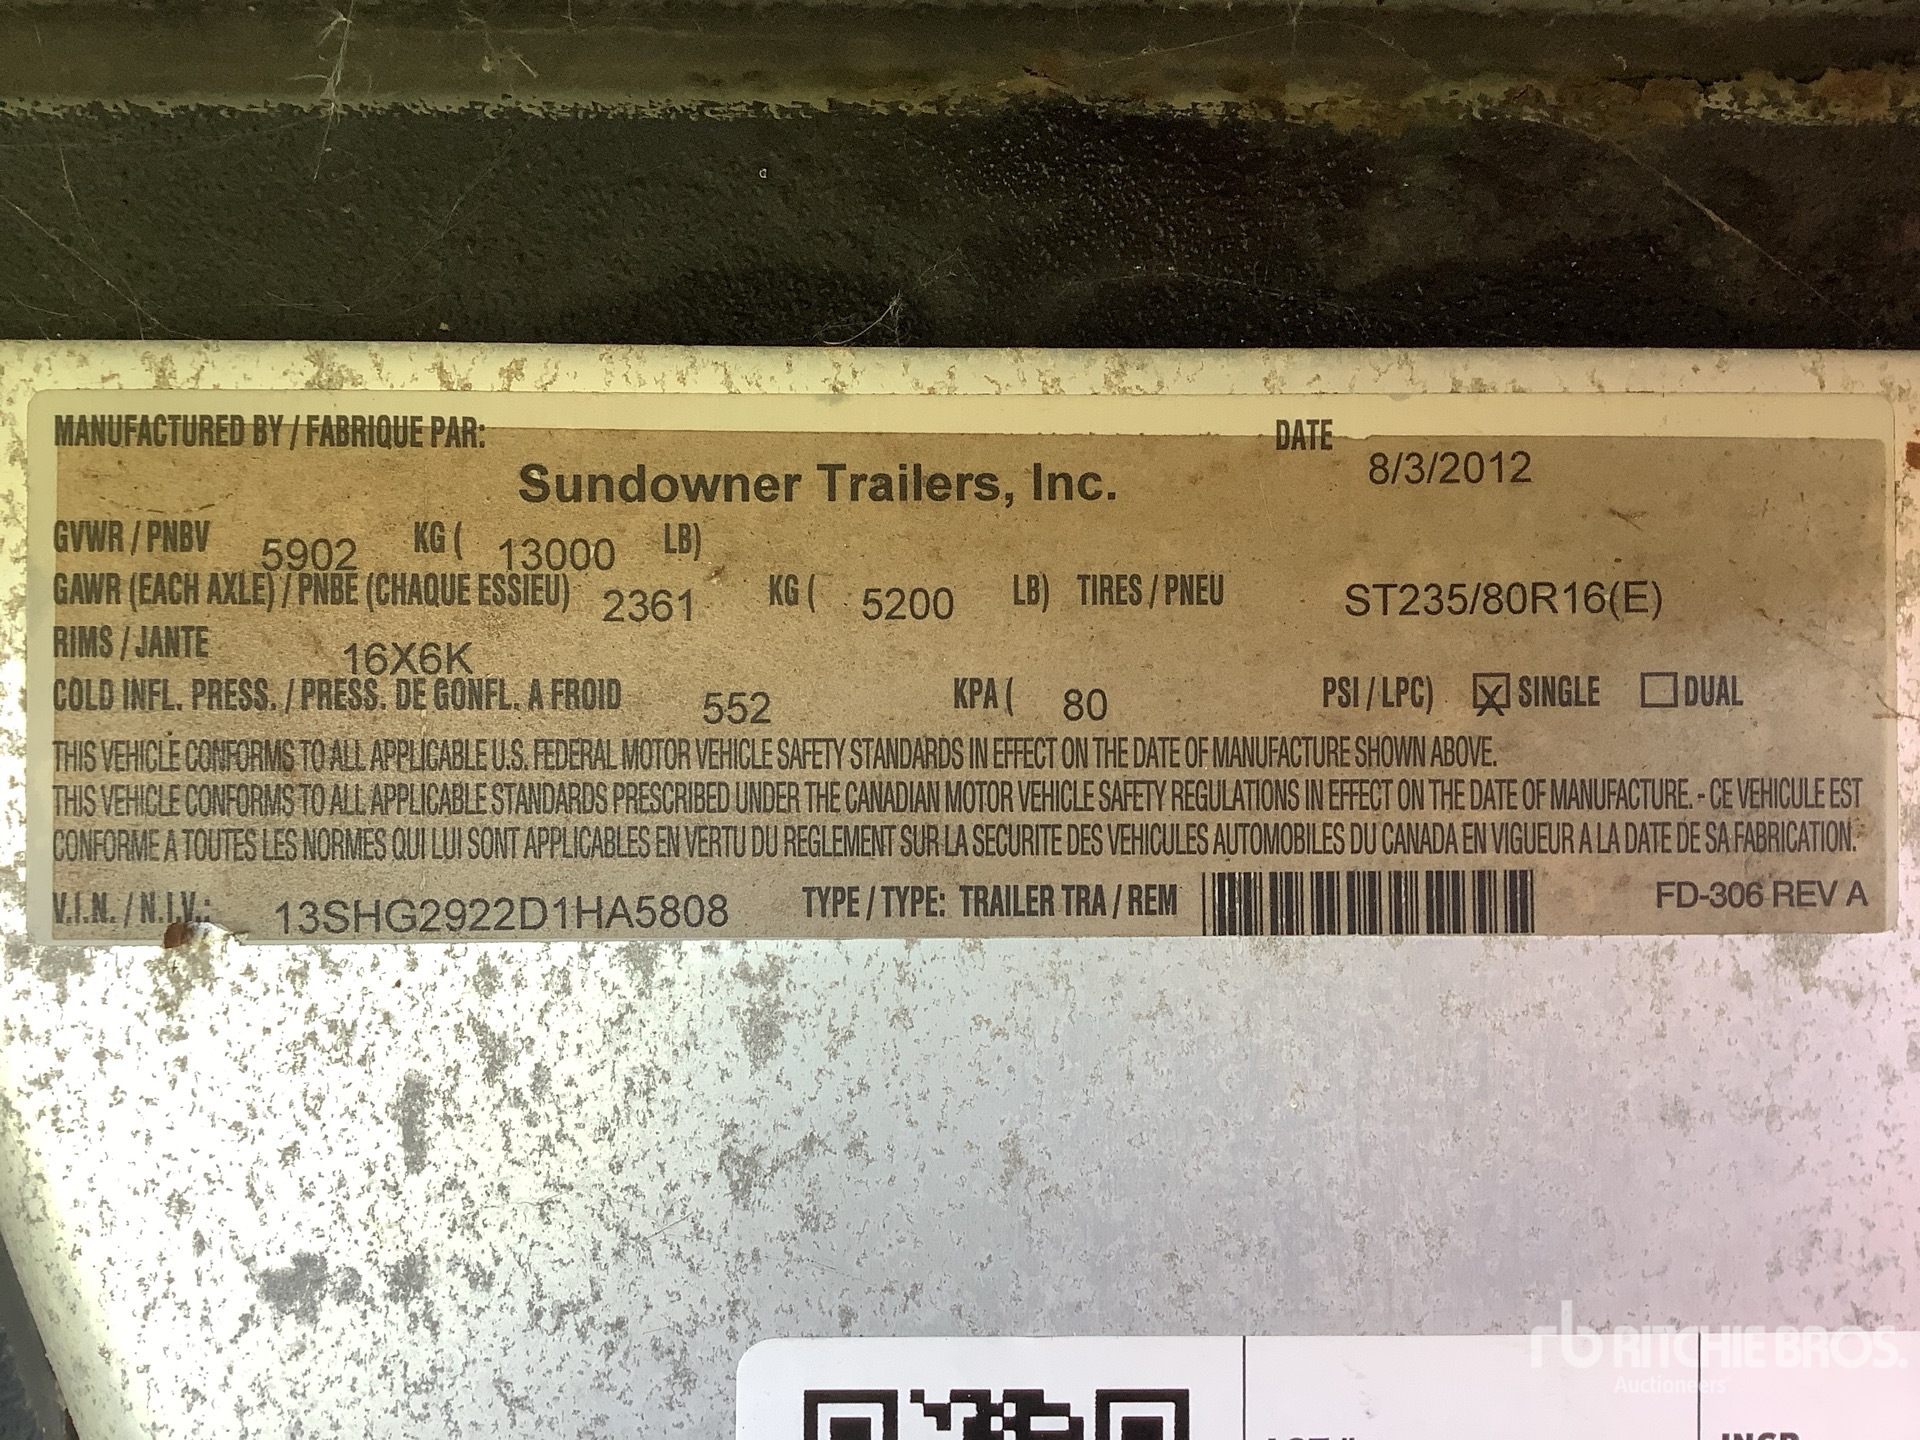 MANUFACTURED BY / FABRIQUE PAR: DATE
Sundowner Trailers, Inc. 8/3/2012
GVWR / PNBV 5902 KG ( 13000 LB)
GAWR (EACH AXLE) / PNBE (CHAQUE ESSIEU) 2361 KG ( 5200 LB) TIRES / PNEU ST235/80R16(E)
RIMS / JANTE 16X6K
COLD INFL. PRESS. / PRESS. DE GONFL. A FROID 552 KPA ( 80 PSI / LPC) X SINGLE DUAL
THIS VEHICLE CONFORMS TO ALL APPLICABLE U.S. FEDERAL MOTOR VEHICLE SAFETY STANDARDS IN EFFECT ON THE DATE OF MANUFACTURE SHOWN ABOVE.
THIS VEHICLE CONFORMS TO ALL APPLICABLE STANDARDS PRESCRIBED UNDER THE CANADIAN MOTOR VEHICLE SAFETY REGULATIONS IN EFFECT ON THE DATE OF MANUFACTURE. - CE VEHICULE EST
CONFORME A TOUTES LES NORMES QUI LUI SONT APPLICABLES EN VERTU DU REGLEMENT SUR LA SECURITE DES VEHICULES AUTOMOBILES DU CANADA EN VIGUEUR A LA DATE DE SA FABRICATION.
V.I.N. / N.I.V.: 13SHG2922D1HA5808 TYPE / TYPE: TRAILER TRA / REM FD-306 REV A
rb RITCHIE BROS.
Auctioneers